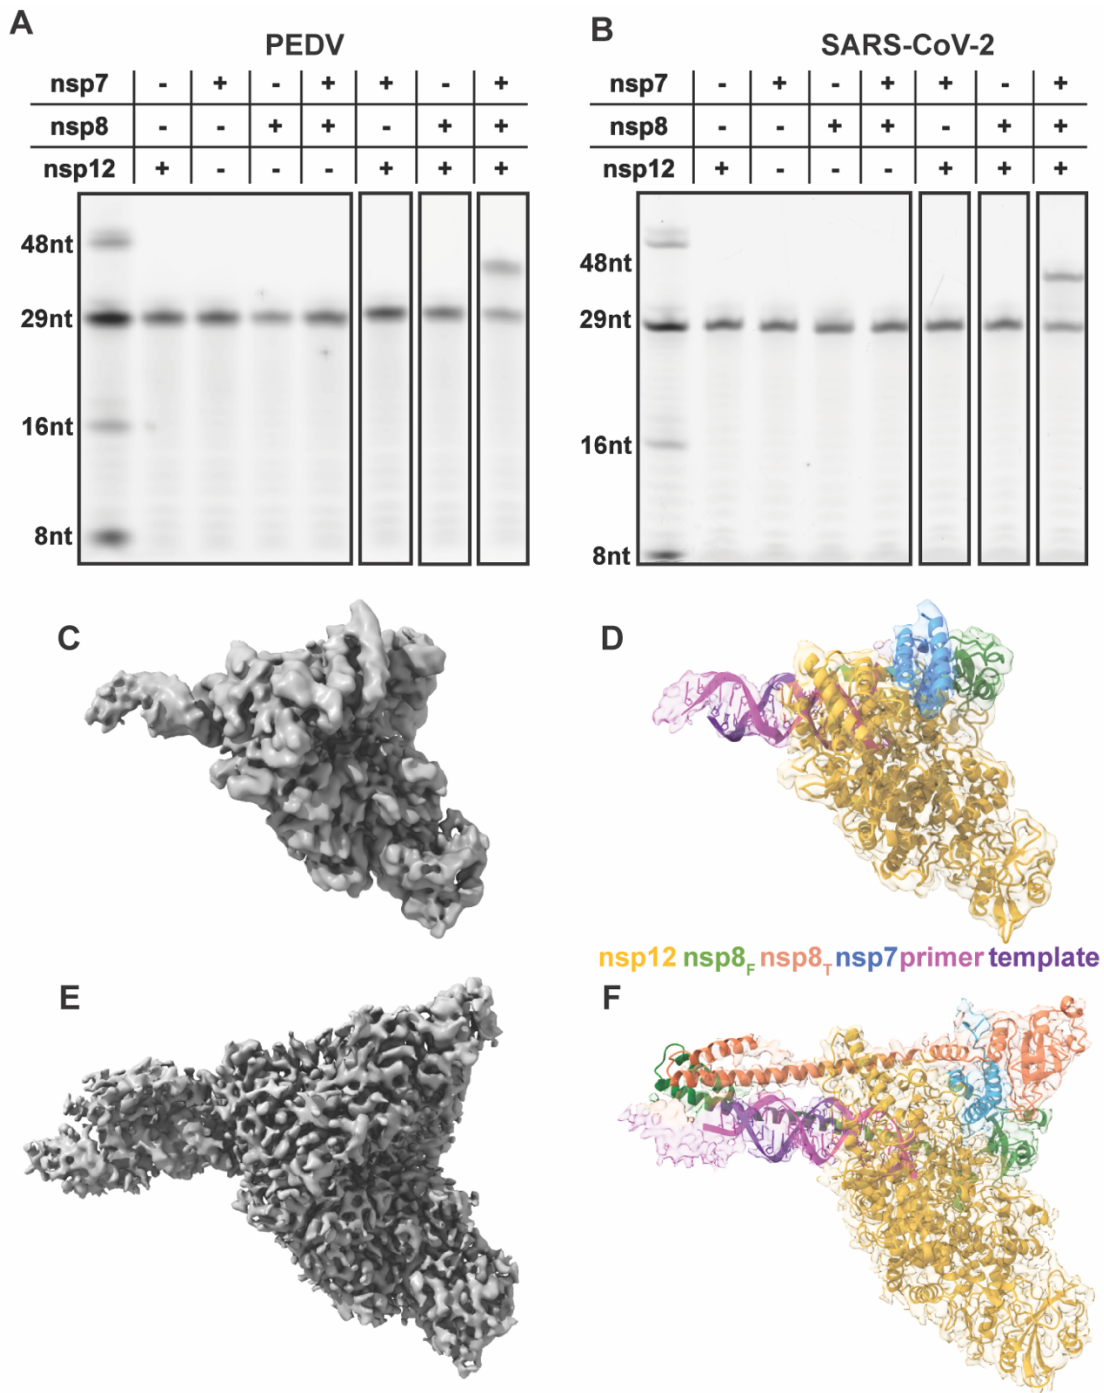 A
PEDV
nsp7 - + - + + - +
nsp8 - - + + - + +
nsp12 + - - - + + +
48nt
29nt
16nt
8nt
B
SARS-CoV-2
nsp7 - + - + + - +
nsp8 - - + + - + +
nsp12 + - - - + + +
48nt
29nt
16nt
8nt
C
D
nsp12 nsp8F nsp8T nsp7 primer template
E
F